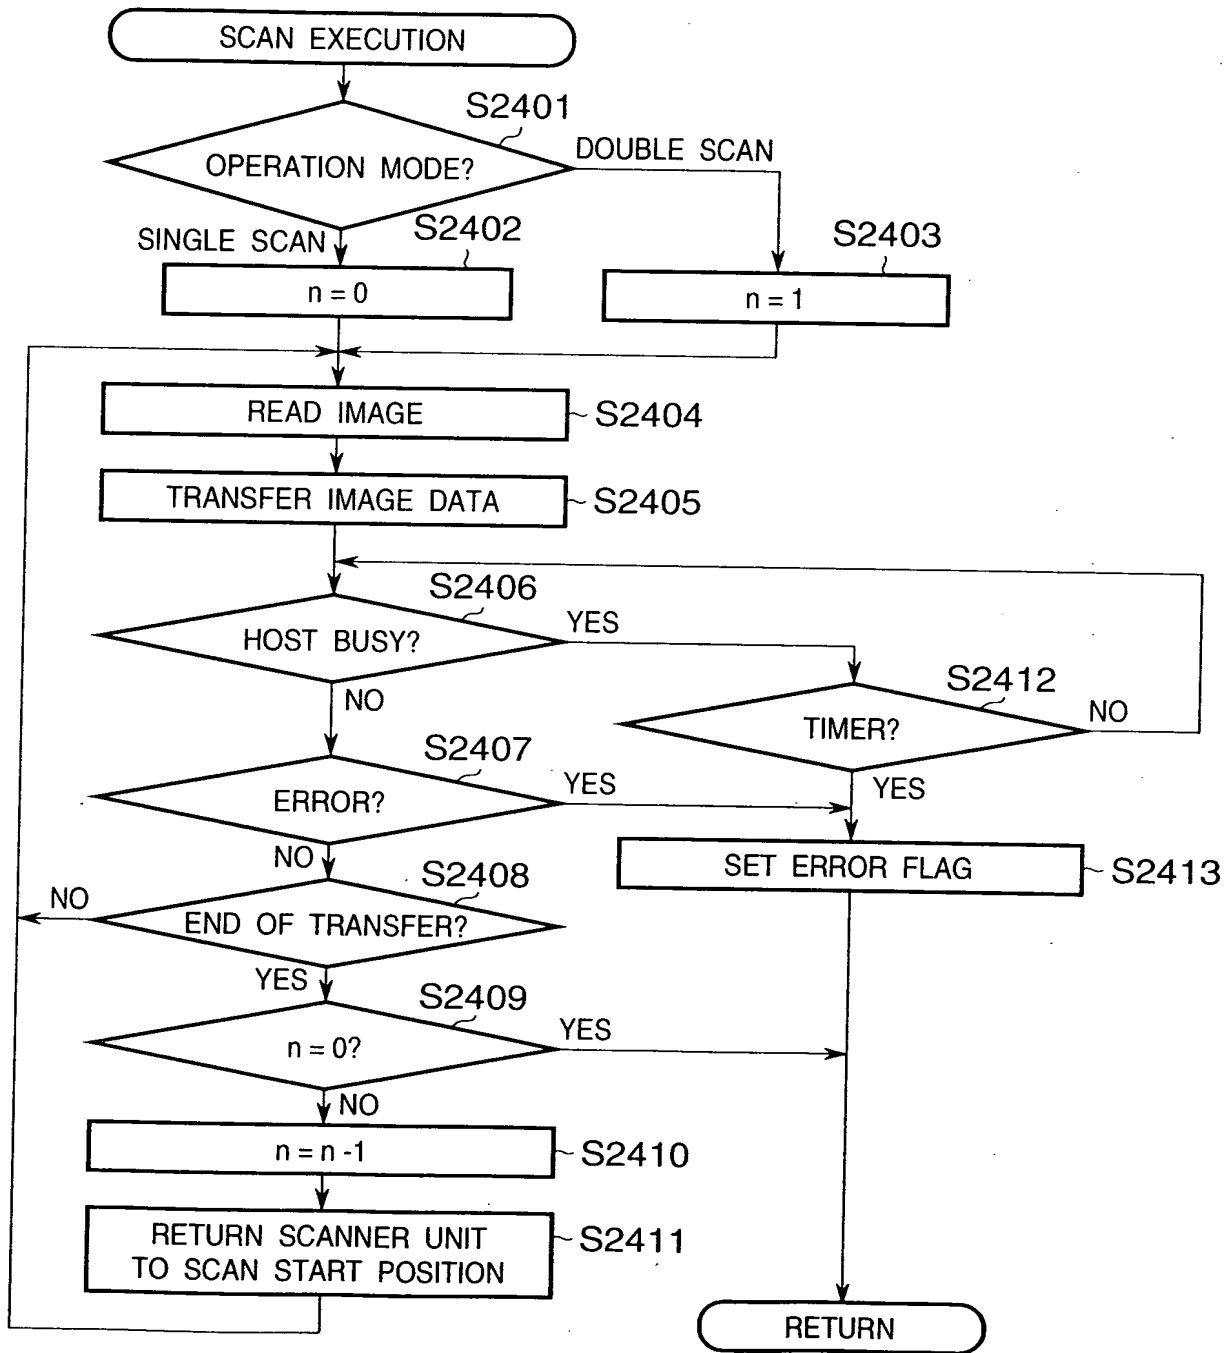 SCAN EXECUTION
S2401
OPERATION MODE?
DOUBLE SCAN
SINGLE SCAN
S2402
n = 0
S2403
n = 1
READ IMAGE
S2404
TRANSFER IMAGE DATA
S2405
S2406
HOST BUSY?
YES
NO
S2412
TIMER?
NO
YES
S2407
ERROR?
YES
NO
SET ERROR FLAG
S2413
S2408
END OF TRANSFER?
NO
YES
S2409
n = 0?
YES
NO
n = n -1
S2410
RETURN SCANNER UNIT
TO SCAN START POSITION
S2411
RETURN